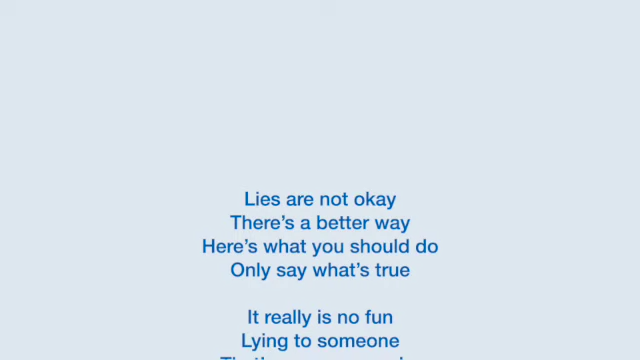 Lies are not okay
There's a better way
Here's what you should do
Only say what's true
It really is no fun
Lying to someone